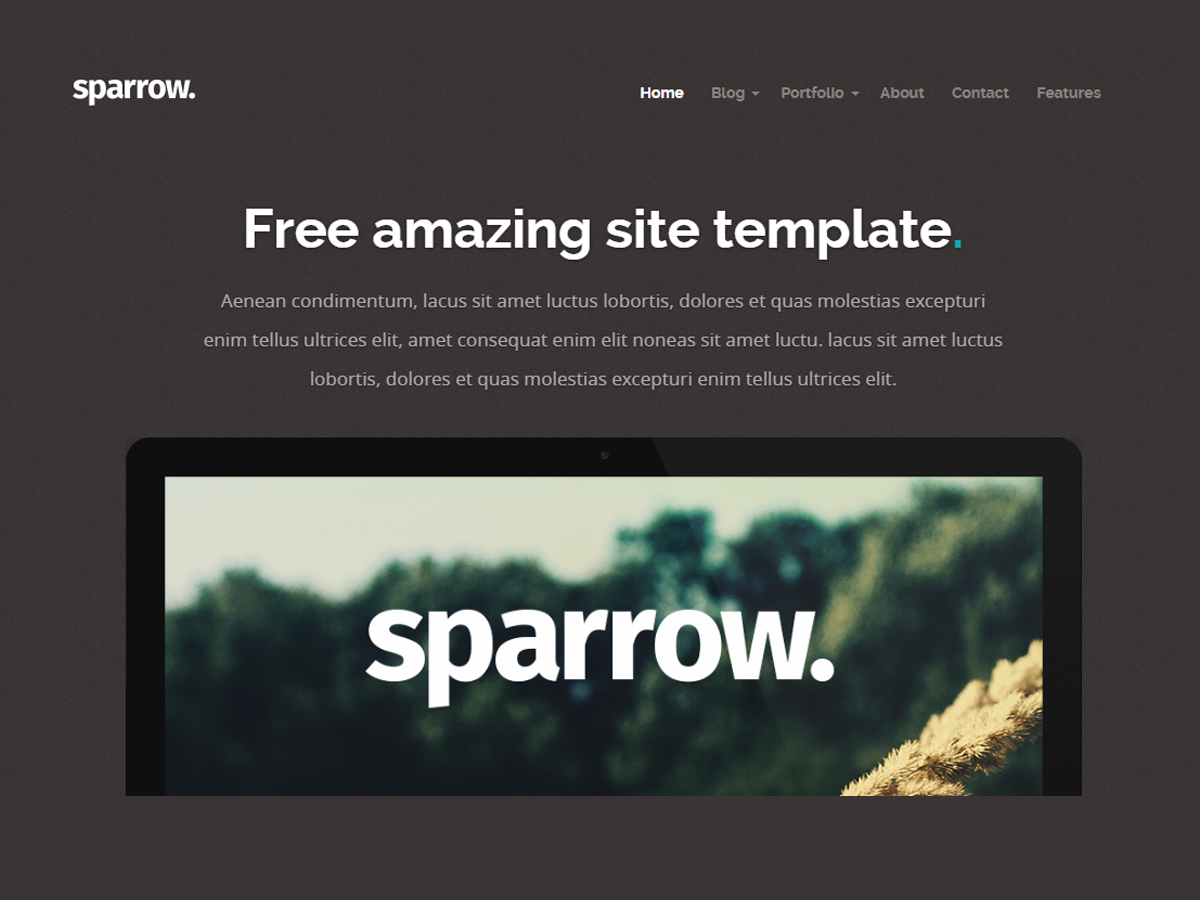 sparrow.
Home Blog Portfolio About Contact Features
Free amazing site template.
Aenean condimentum, lacus sit amet luctus lobortis, dolores et quas molestias excepturi
enim tellus ultrices elit, amet consequat enim elit noneas sit amet luctu. lacus sit amet luctus
lobortis, dolores et quas molestias excepturi enim tellus ultrices elit.
sparrow.